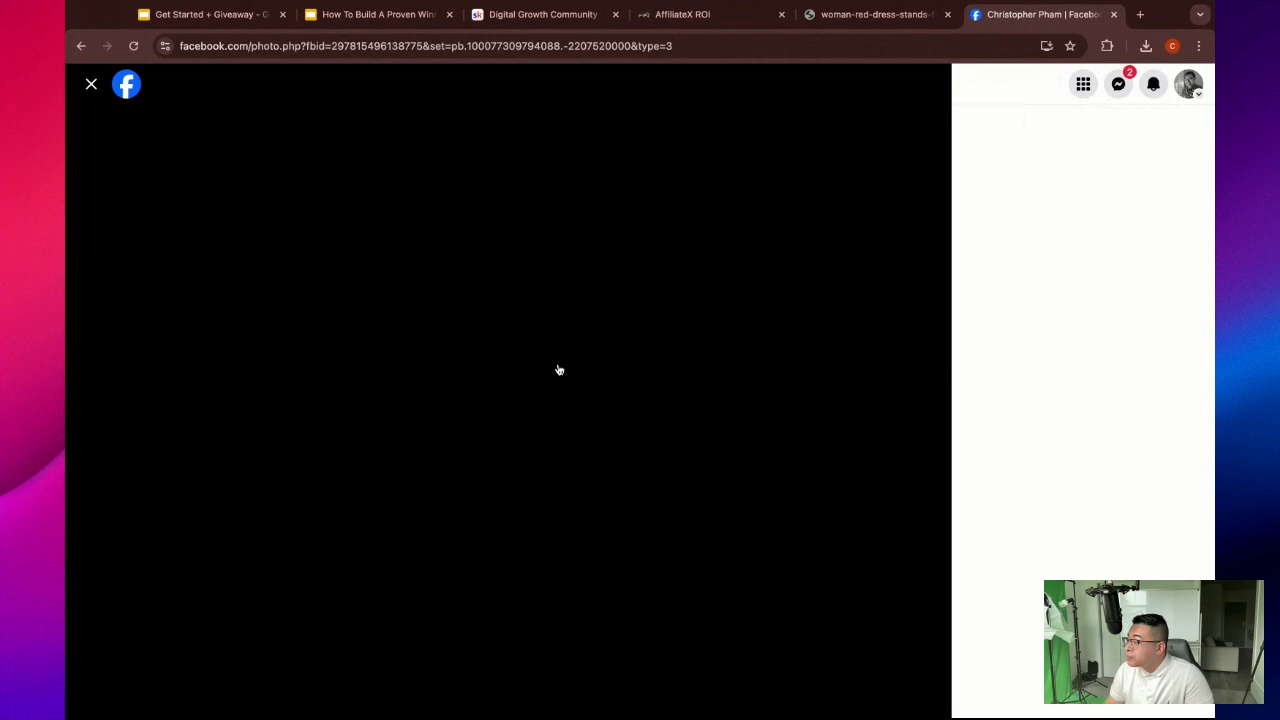 Get Started + Giveaway - G
How To Build A Proven Win
sk Digital Growth Community
AffiliateX ROI
woman-red-dress-stands-
Christopher Pham | Facebo
facebook.com/photo.php?fbid=297815496138775&set=pb.100077309794088.-2207520000&type=3
C
2